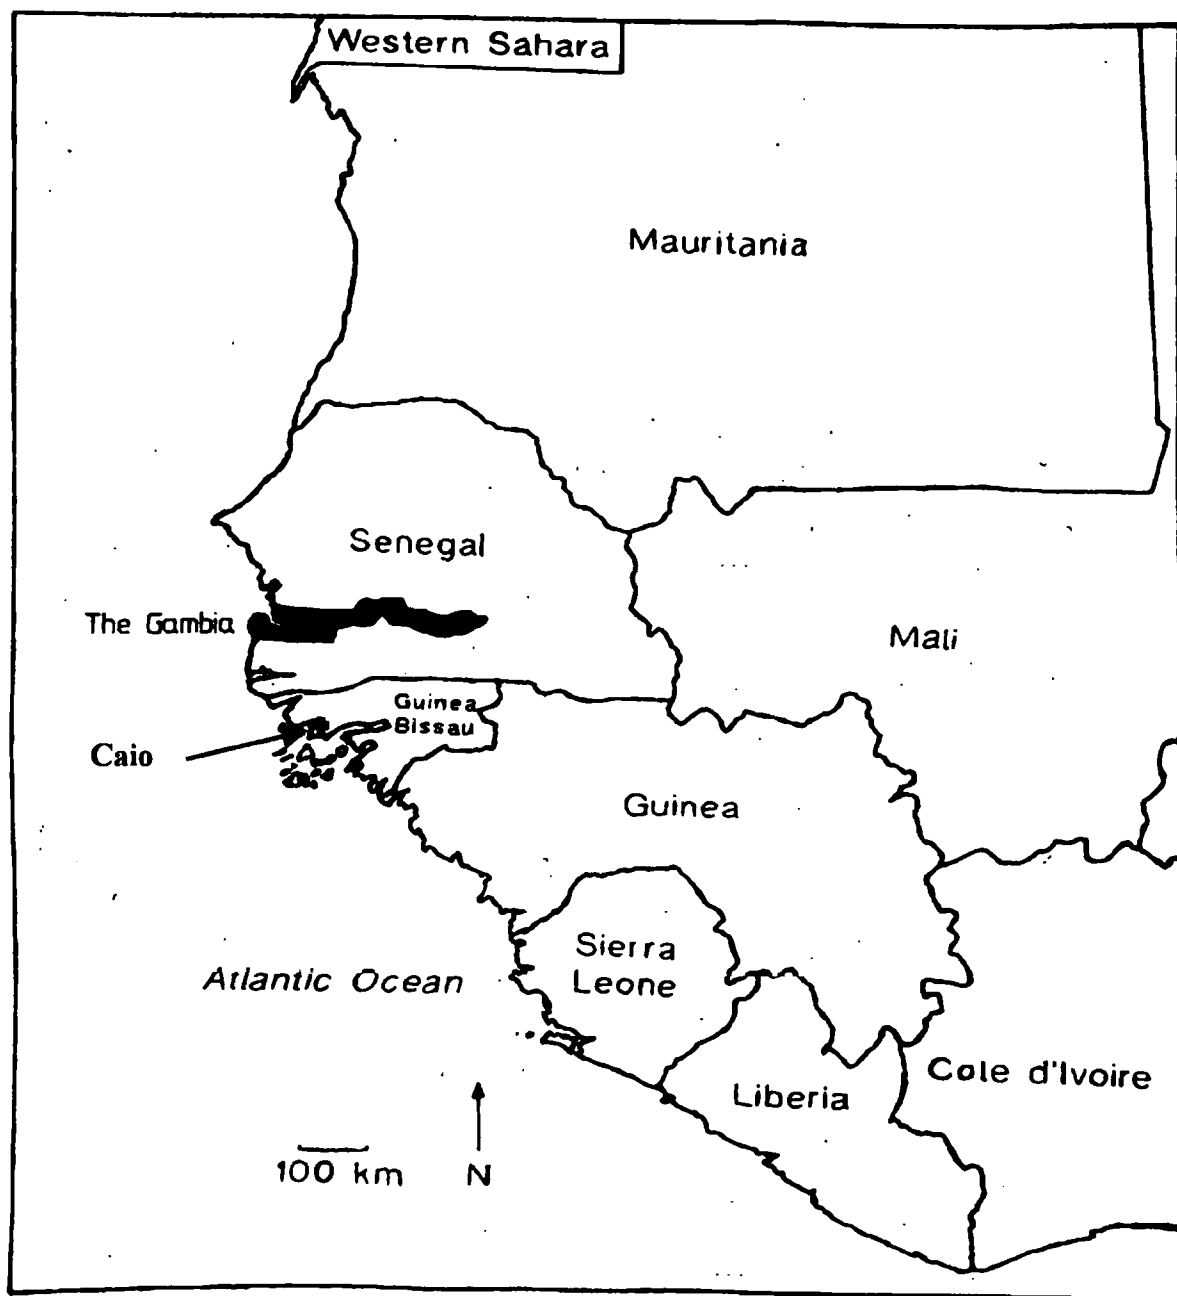 Western Sahara
Mauritania
Senegal
The Gambia
Mali
Guinea
Bissau
Caio
Guinea
Sierra
Leone
Atlantic Ocean
Cole d'Ivoire
Liberia
100 km
N